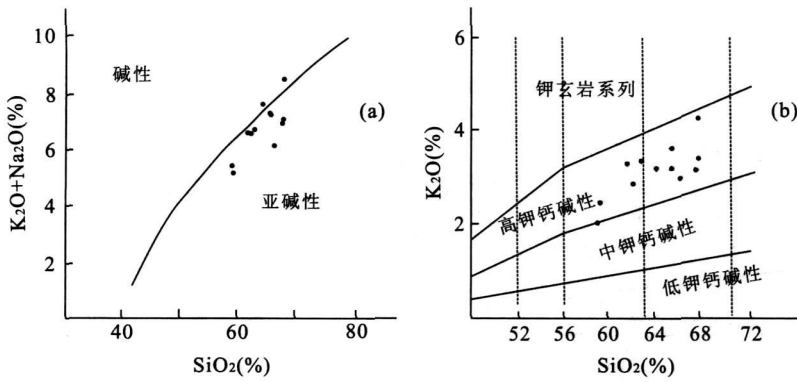 K₂O+Na₂O(%)
10
8
6
4
2
碱性
(a)
亚碱性
40
60
80
SiO₂(%)
K₂O(%)
6
4
2
0
钾玄岩系列
(b)
高钾钙碱性
中钾钙碱性
低钾钙碱性
52
56
60
64
68
72
SiO₂(%)